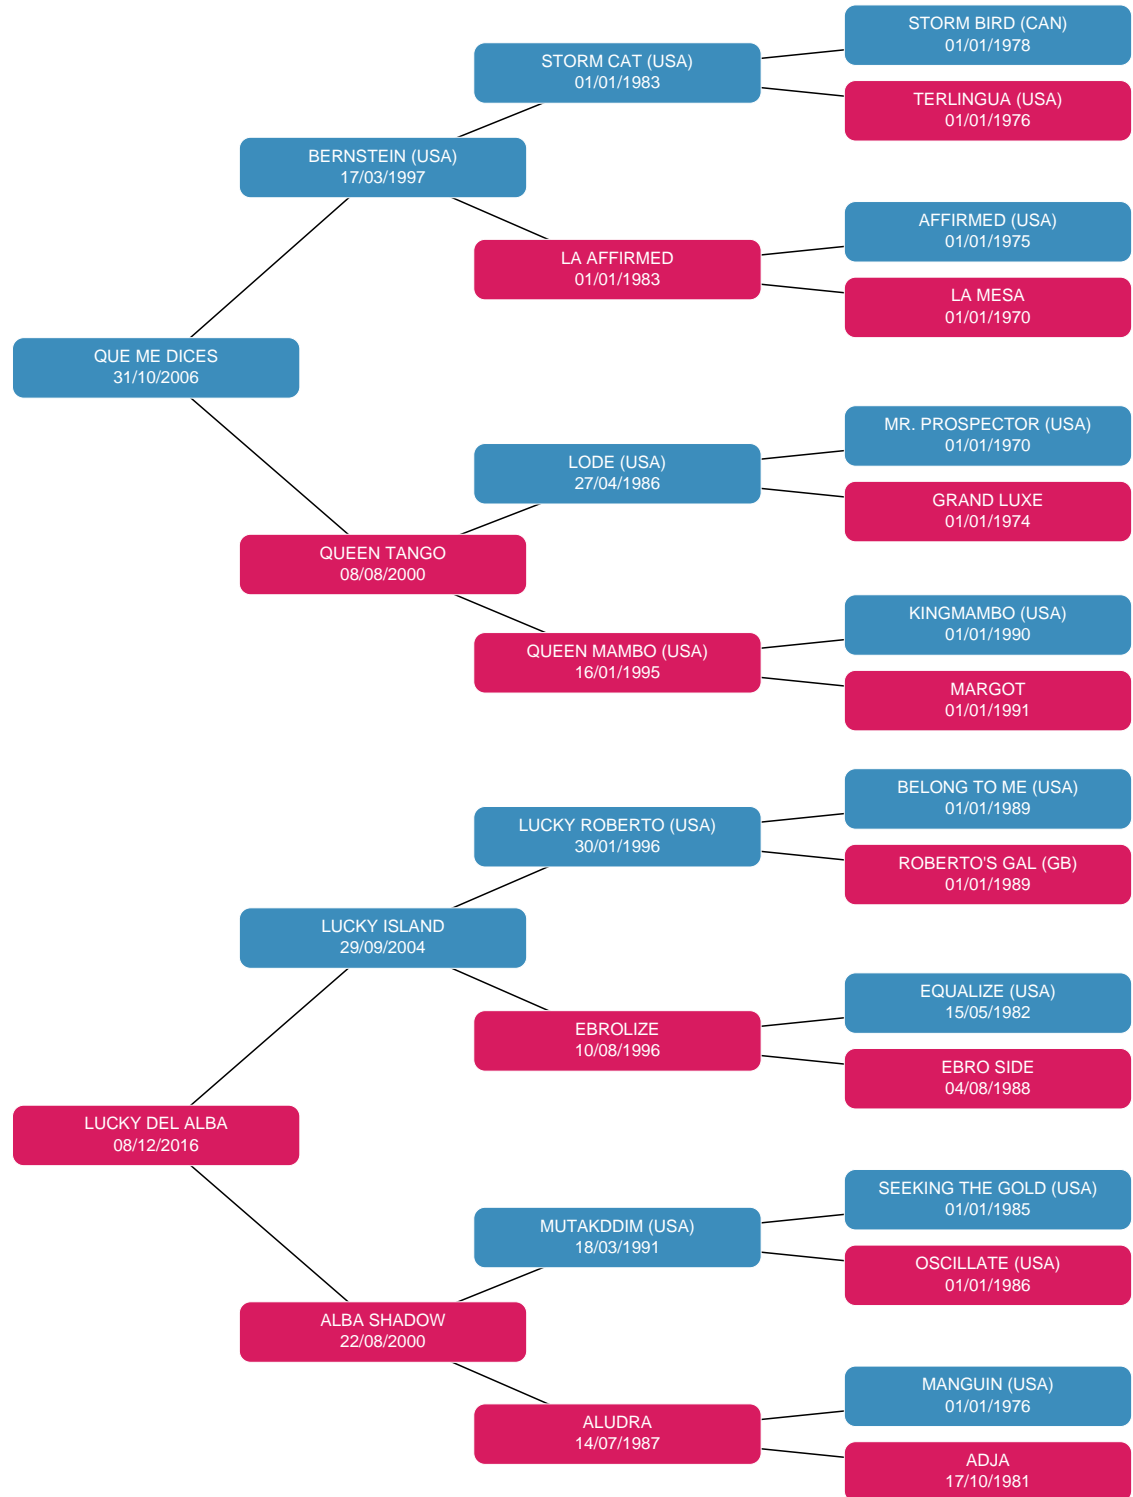 STORM BIRD (CAN)
01/01/1978
STORM CAT (USA)
01/01/1983
TERLINGUA (USA)
01/01/1976
BERNSTEIN (USA)
17/03/1997
AFFIRMED (USA)
01/01/1975
LA AFFIRMED
01/01/1983
LA MESA
01/01/1970
QUE ME DICES
31/10/2006
MR. PROSPECTOR (USA)
01/01/1970
LODE (USA)
27/04/1986
GRAND LUXE
01/01/1974
QUEEN TANGO
08/08/2000
KINGMAMBO (USA)
01/01/1990
QUEEN MAMBO (USA)
16/01/1995
MARGOT
01/01/1991
BELONG TO ME (USA)
01/01/1989
LUCKY ROBERTO (USA)
30/01/1996
ROBERTO'S GAL (GB)
01/01/1989
LUCKY ISLAND
29/09/2004
EQUALIZE (USA)
15/05/1982
EBROLIZE
10/08/1996
EBRO SIDE
04/08/1988
LUCKY DEL ALBA
08/12/2016
SEEKING THE GOLD (USA)
01/01/1985
MUTAKDDIM (USA)
18/03/1991
OSCILLATE (USA)
01/01/1986
ALBA SHADOW
22/08/2000
MANGUIN (USA)
01/01/1976
ALUDRA
14/07/1987
ADJA
17/10/1981